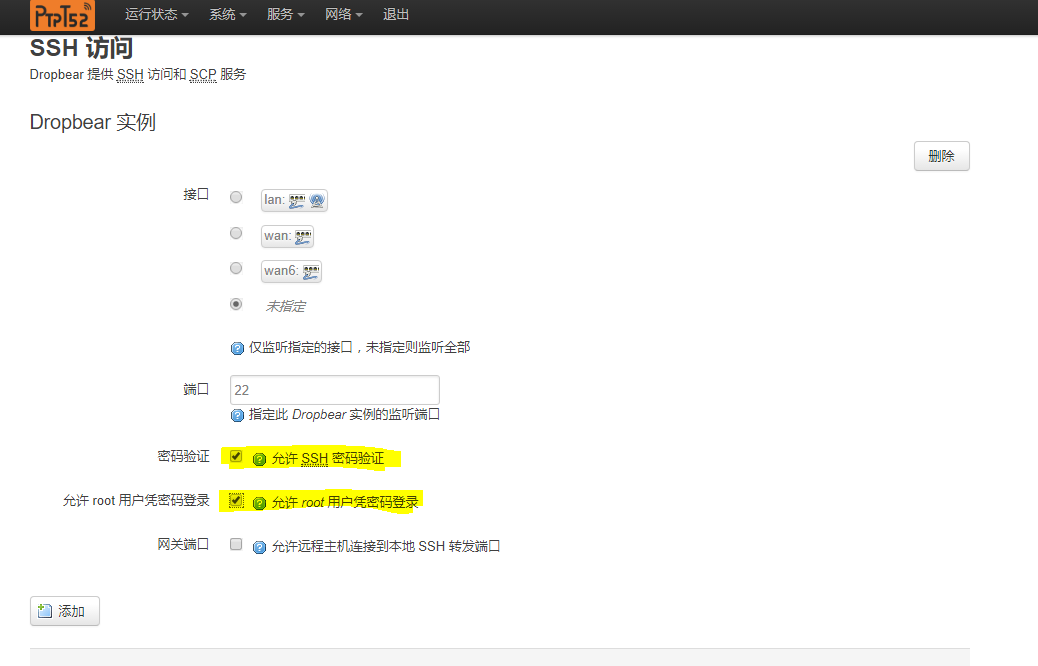 PTPT52 运行状态 系统 服务 网络 退出
SSH 访问
Dropbear 提供 SSH 访问和 SCP 服务
Dropbear 实例
删除
接口 lan:
wan:
wan6:
未指定
仅监听指定的接口，未指定则监听全部
端口 22
指定此 Dropbear 实例的监听端口
密码验证 允许 SSH 密码验证
允许 root 用户凭密码登录 允许 root 用户凭密码登录
网关端口 允许远程主机连接到本地 SSH 转发端口
添加